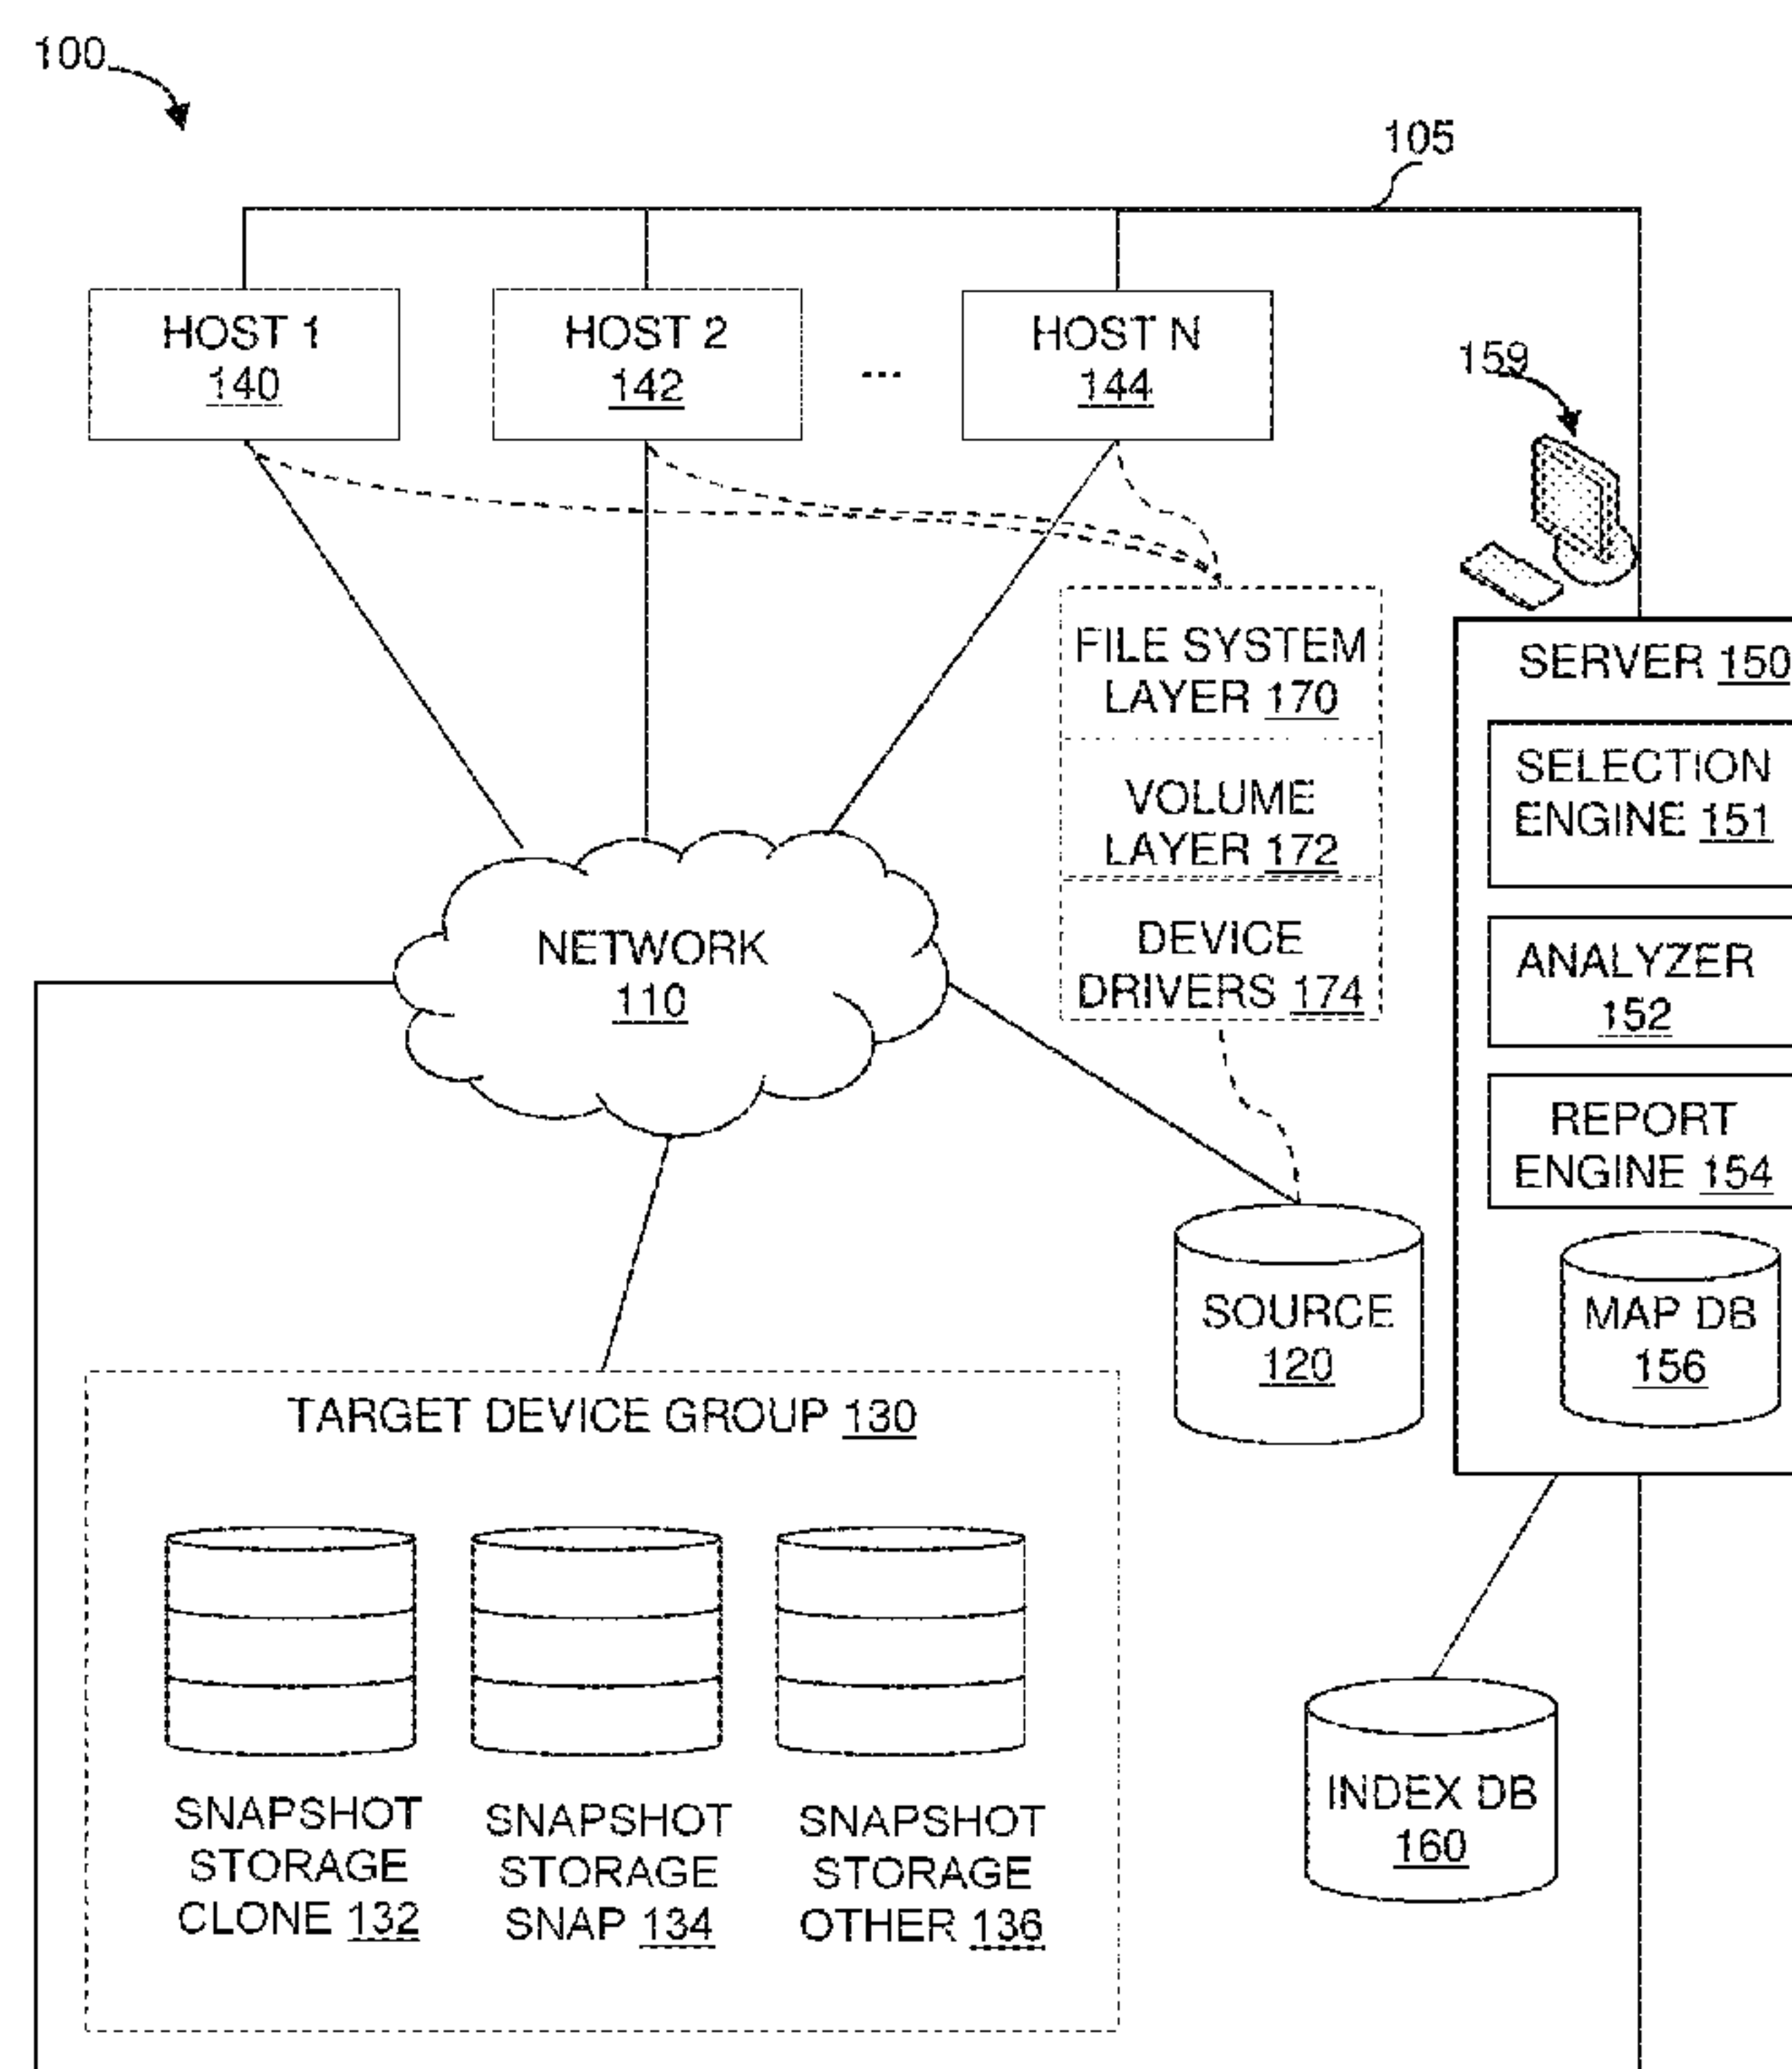 100
105
HOST 1
140
HOST 2
142
...
HOST N
144
159
FILE SYSTEM
LAYER 170
VOLUME
LAYER 172
DEVICE
DRIVERS 174
SERVER 150
SELECTION
ENGINE 151
ANALYZER
152
REPORT
ENGINE 154
MAP DB
156
NETWORK
110
SOURCE
120
TARGET DEVICE GROUP 130
SNAPSHOT
STORAGE
CLONE 132
SNAPSHOT
STORAGE
SNAP 134
SNAPSHOT
STORAGE
OTHER 136
INDEX DB
160